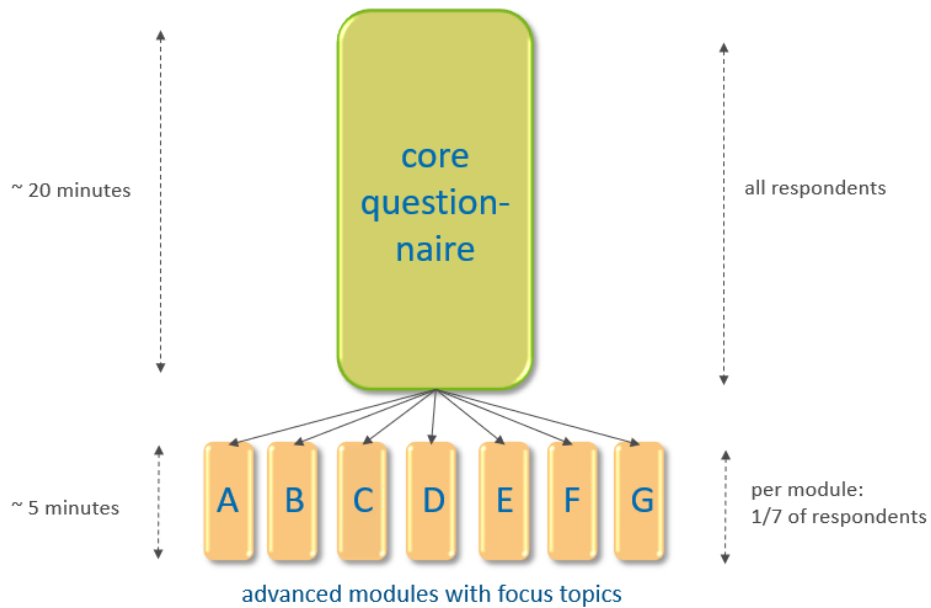 core
question-
naire
~ 20 minutes
all respondents
A B C D E F G
~ 5 minutes
per module:
1/7 of respondents
advanced modules with focus topics